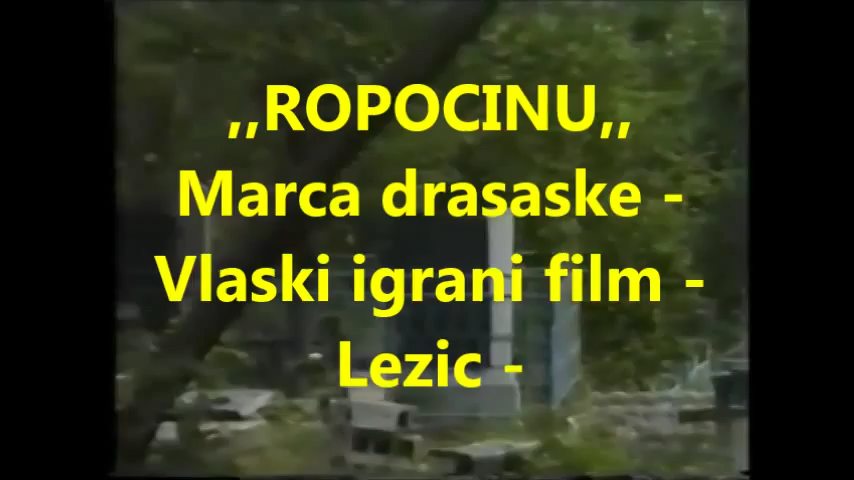 ,,ROPOCINU,,
Marca drasaske -
Vlaski igrani film -
Lezic -